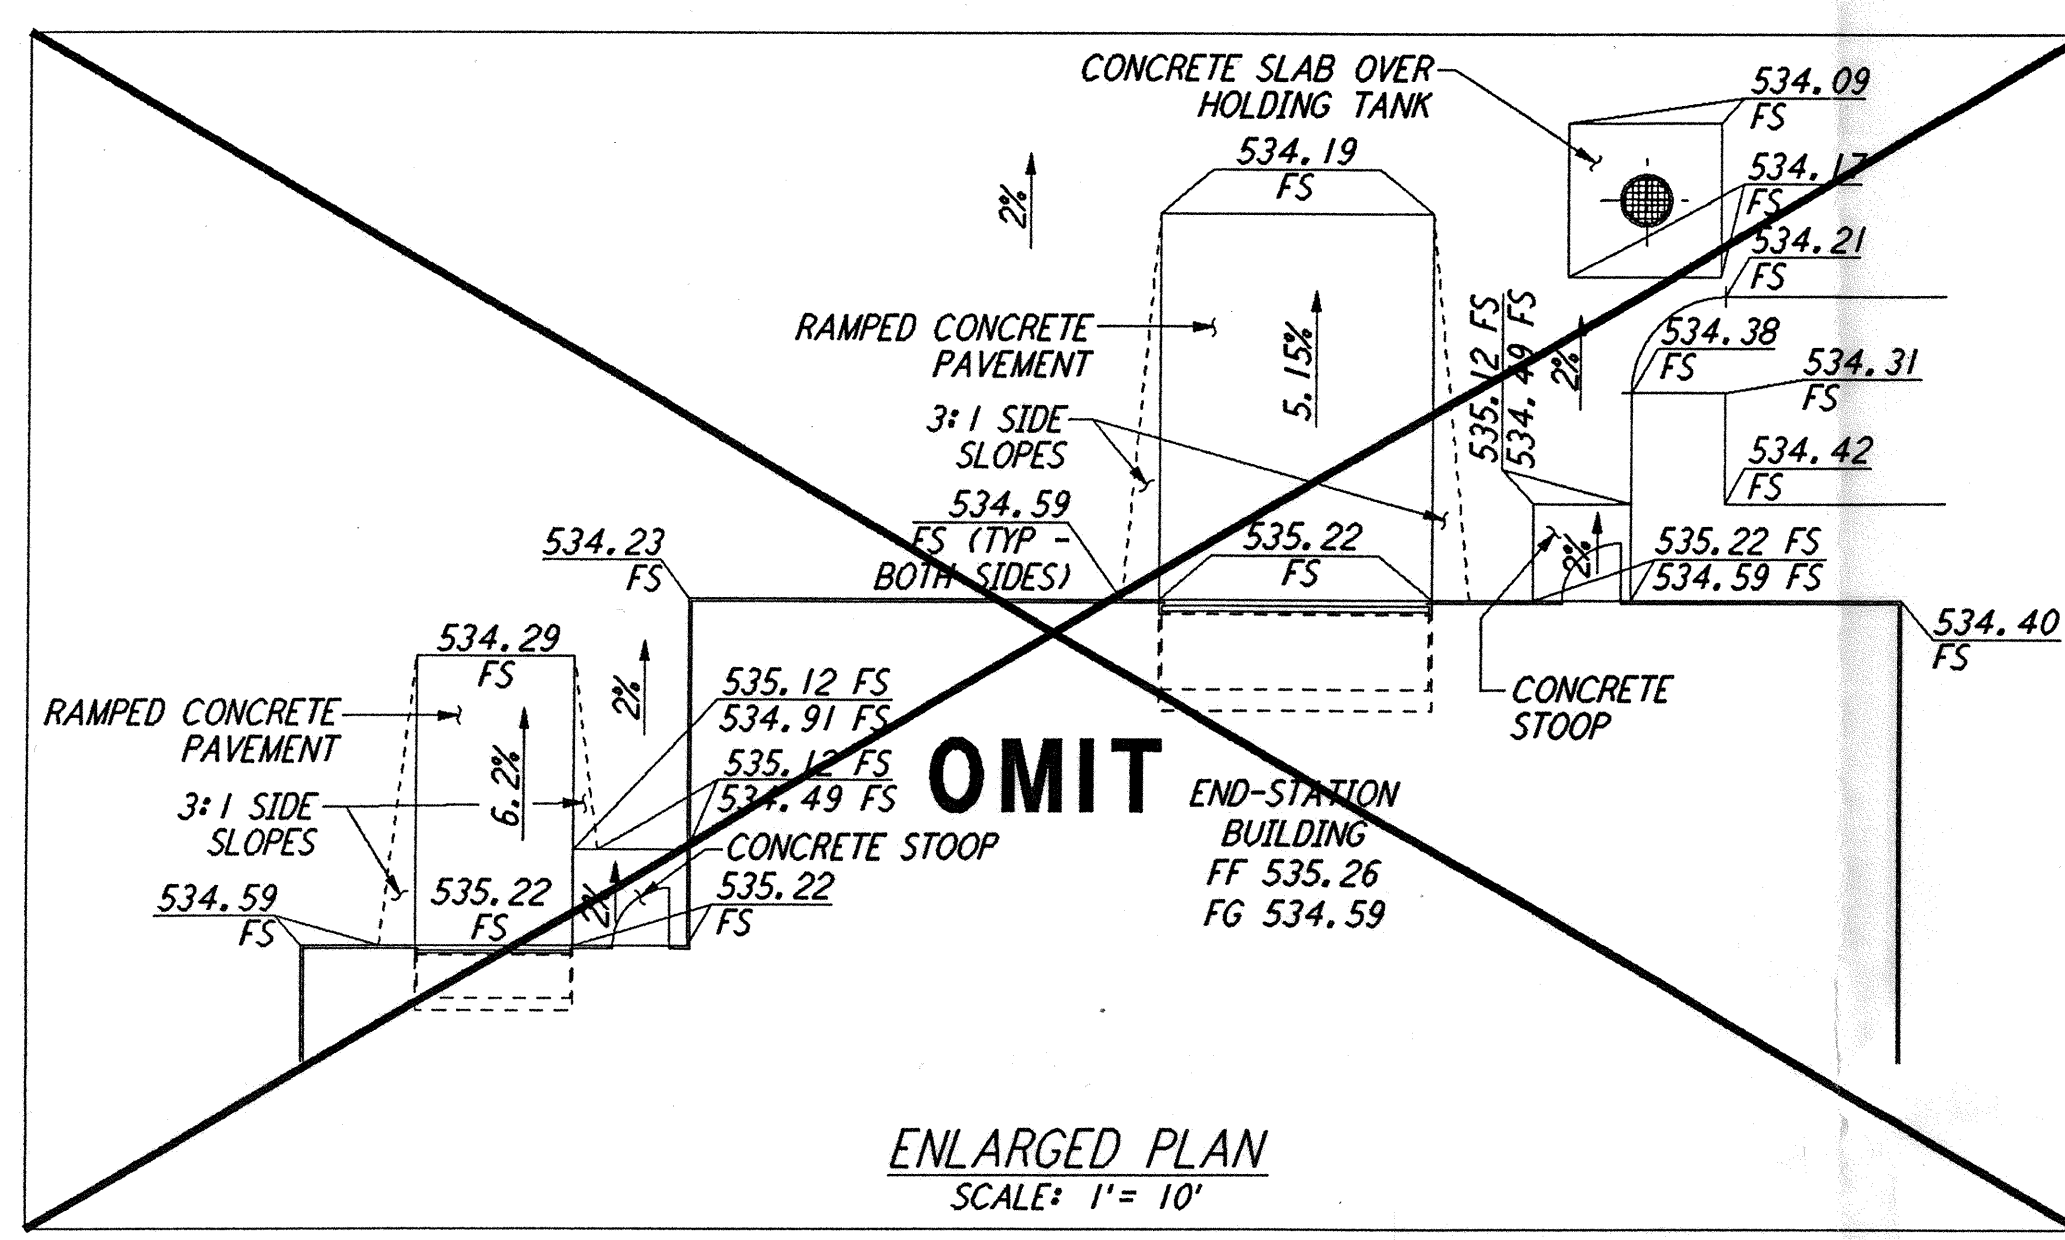 CONCRETE SLAB OVER
HOLDING TANK
534.09
FS
534.19
FS
534.17
FS
2%
534.21
FS
RAMPED CONCRETE
PAVEMENT
5.15%
535.12 FS
534.49 FS
2%
534.38
FS
534.31
FS
3:1 SIDE
SLOPES
534.42
FS
534.59
FS (TYP -
BOTH SIDES)
534.23
FS
535.22
FS
2%
535.22 FS
534.59 FS
534.40
FS
534.29
FS
2%
535.12 FS
534.91 FS
CONCRETE
STOOP
RAMPED CONCRETE
PAVEMENT
6.2%
535.12 FS
534.49 FS
OMIT
END-STATION
BUILDING
FF 535.26
FG 534.59
3:1 SIDE
SLOPES
CONCRETE STOOP
534.59
FS
535.22
FS
2%
535.22
FS
ENLARGED PLAN
SCALE: 1'= 10'